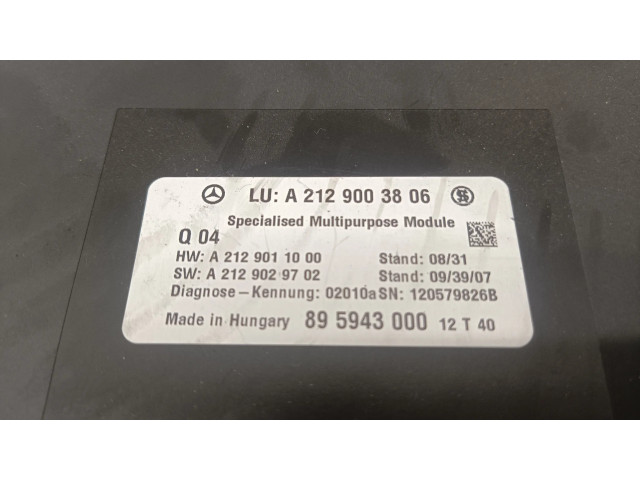 LU: A 212 900 38 06
Specialised Multipurpose Module
Q 04
HW: A 212 901 10 00 Stand: 08/31
SW: A 212 902 97 02 Stand: 09/39/07
Diagnose-Kennung: 02010a SN: 120579826B
Made in Hungary 89 5943 000 12 T 40